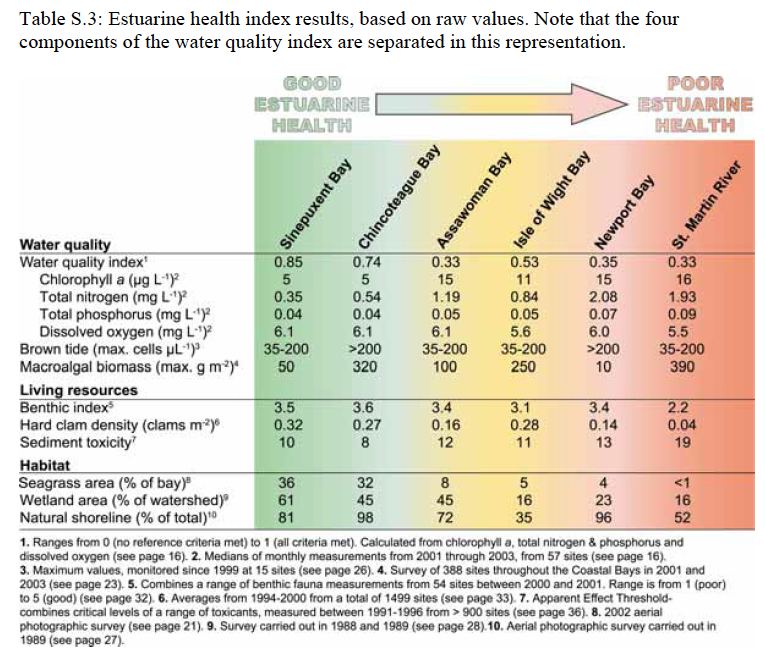 Table S.3: Estuarine health index results, based on raw values. Note that the four
components of the water quality index are separated in this representation.
GOOD ESTUARINE HEALTH
POOR ESTUARINE HEALTH
Sinepuxent Bay
Chincoteague Bay
Assawoman Bay
Isle of Wight Bay
Newport Bay
St. Martin River
Water quality
Water quality index¹ 0.85 0.74 0.33 0.53 0.35 0.33
Chlorophyll a (µg L⁻¹)² 5 5 15 11 15 16
Total nitrogen (mg L⁻¹)² 0.35 0.54 1.19 0.84 2.08 1.93
Total phosphorus (mg L⁻¹)² 0.04 0.04 0.05 0.05 0.07 0.09
Dissolved oxygen (mg L⁻¹)² 6.1 6.1 6.1 5.6 6.0 5.5
Brown tide (max. cells µL⁻¹)³ 35-200 >200 35-200 35-200 >200 35-200
Macroalgal biomass (max. g m⁻²)⁴ 50 320 100 250 10 390
Living resources
Benthic index⁵ 3.5 3.6 3.4 3.1 3.4 2.2
Hard clam density (clams m⁻²)⁶ 0.32 0.27 0.16 0.28 0.14 0.04
Sediment toxicity⁷ 10 8 12 11 13 19
Habitat
Seagrass area (% of bay)⁸ 36 32 8 5 4 <1
Wetland area (% of watershed)⁹ 61 45 45 16 23 16
Natural shoreline (% of total)¹⁰ 81 98 72 35 96 52
1. Ranges from 0 (no reference criteria met) to 1 (all criteria met). Calculated from chlorophyll a, total nitrogen & phosphorus and
dissolved oxygen (see page 16). 2. Medians of monthly measurements from 2001 through 2003, from 57 sites (see page 16).
3. Maximum values, monitored since 1999 at 15 sites (see page 26). 4. Survey of 388 sites throughout the Coastal Bays in 2001 and
2003 (see page 23). 5. Combines a range of benthic fauna measurements from 54 sites between 2000 and 2001. Range is from 1 (poor)
to 5 (good) (see page 32). 6. Averages from 1994-2000 from a total of 1499 sites (see page 33). 7. Apparent Effect Threshold-
combines critical levels of a range of toxicants, measured between 1991-1996 from > 900 sites (see page 36). 8. 2002 aerial
photographic survey (see page 21). 9. Survey carried out in 1988 and 1989 (see page 28).10. Aerial photographic survey carried out in
1989 (see page 27).